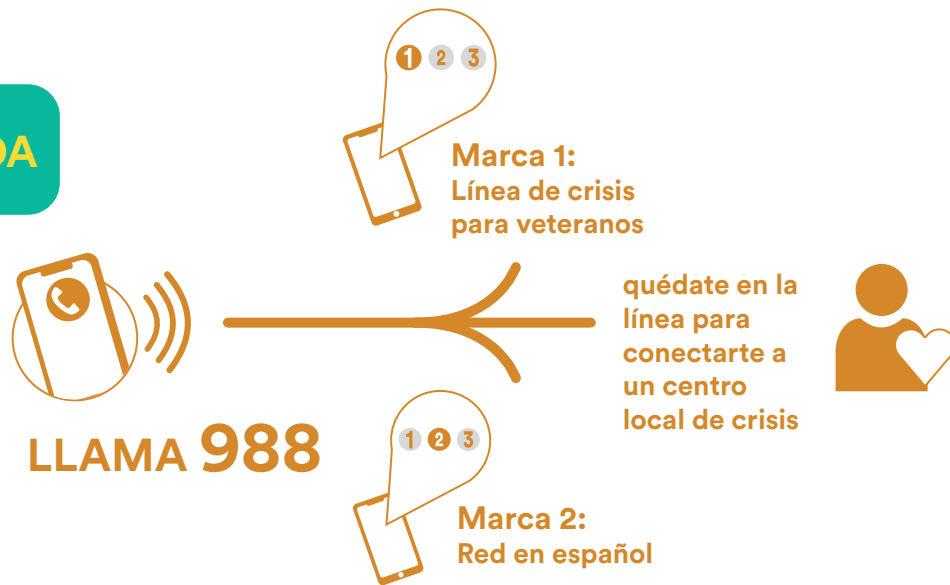 1 2 3
Marca 1:
Línea de crisis
para veteranos
quédate en la
línea para
conectarte a
un centro
local de crisis
LLAMA 988
1 2 3
Marca 2:
Red en español